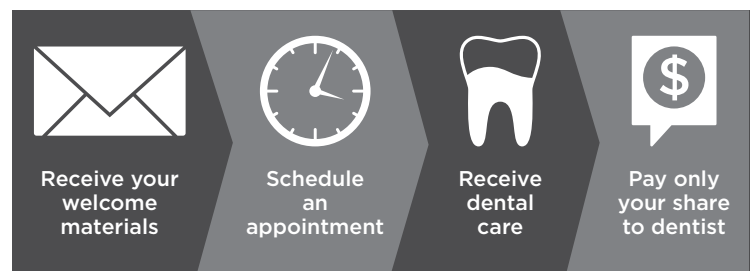 Receive your
welcome
materials
Schedule
an
appointment
Receive
dental
care
$
Pay only
your share
to dentist